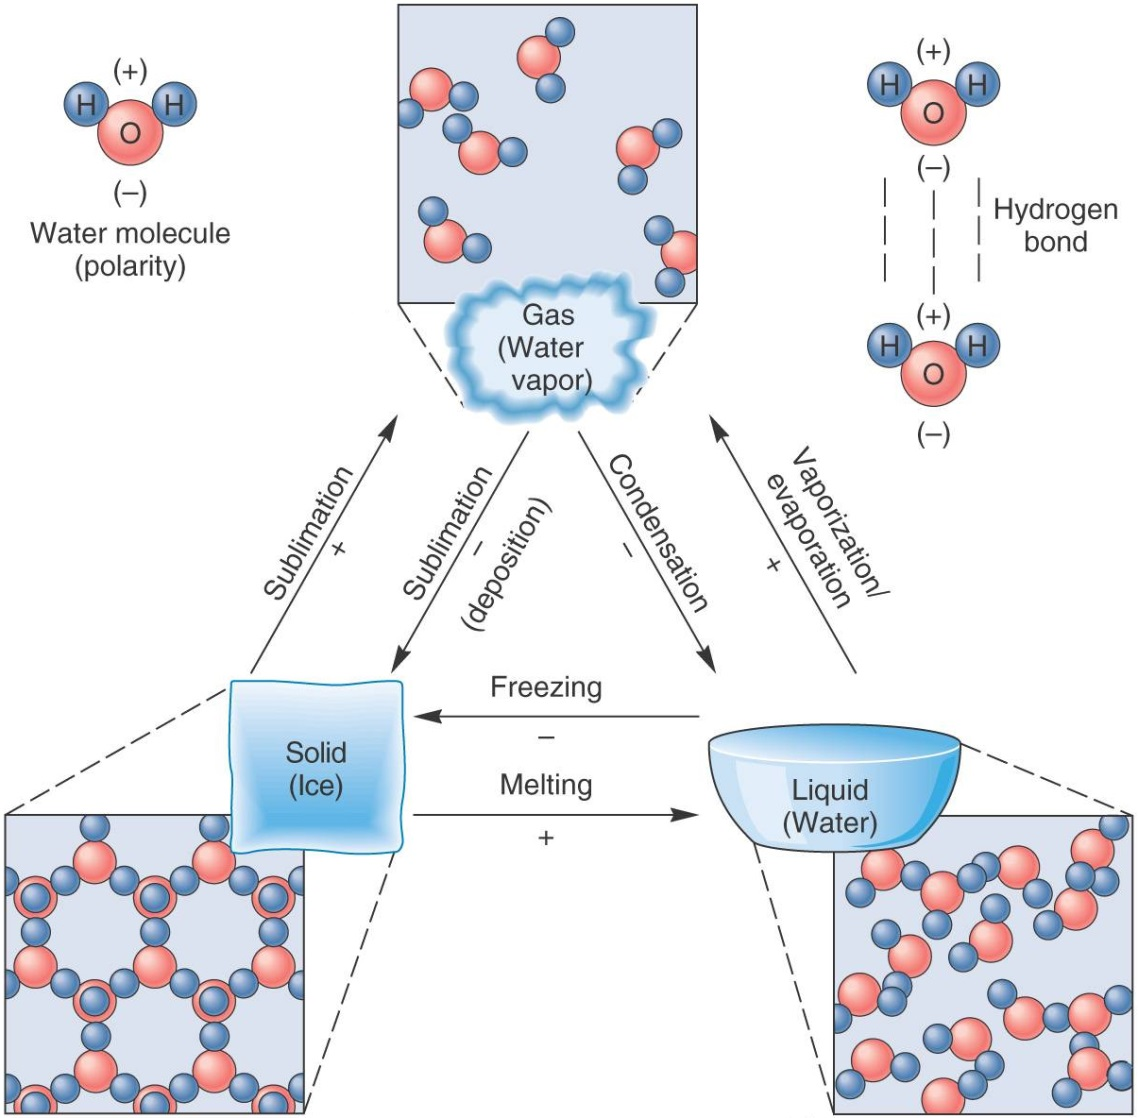 (+)
H H
O
(–)
Water molecule
(polarity)
Gas
(Water
vapor)
(+)
H H
O
(–)
Hydrogen
bond
(+)
H H
O
(–)
Sublimation
+
Sublimation
–
(deposition)
Condensation
–
Vaporization/
evaporation
+
Freezing
–
Melting
+
Solid
(Ice)
Liquid
(Water)